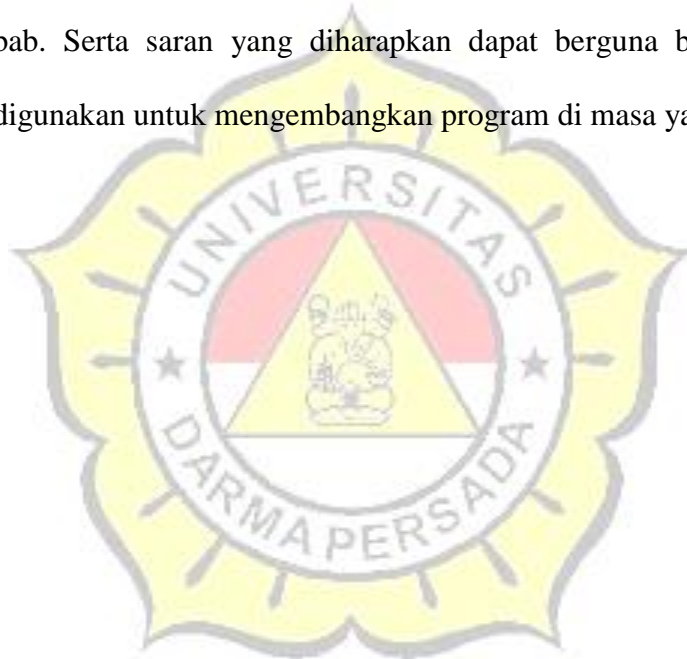 bab. Serta saran yang diharapkan dapat berguna b
digunakan untuk mengembangkan program di masa ya
UNIVERSITAS
DARMA PERSADA